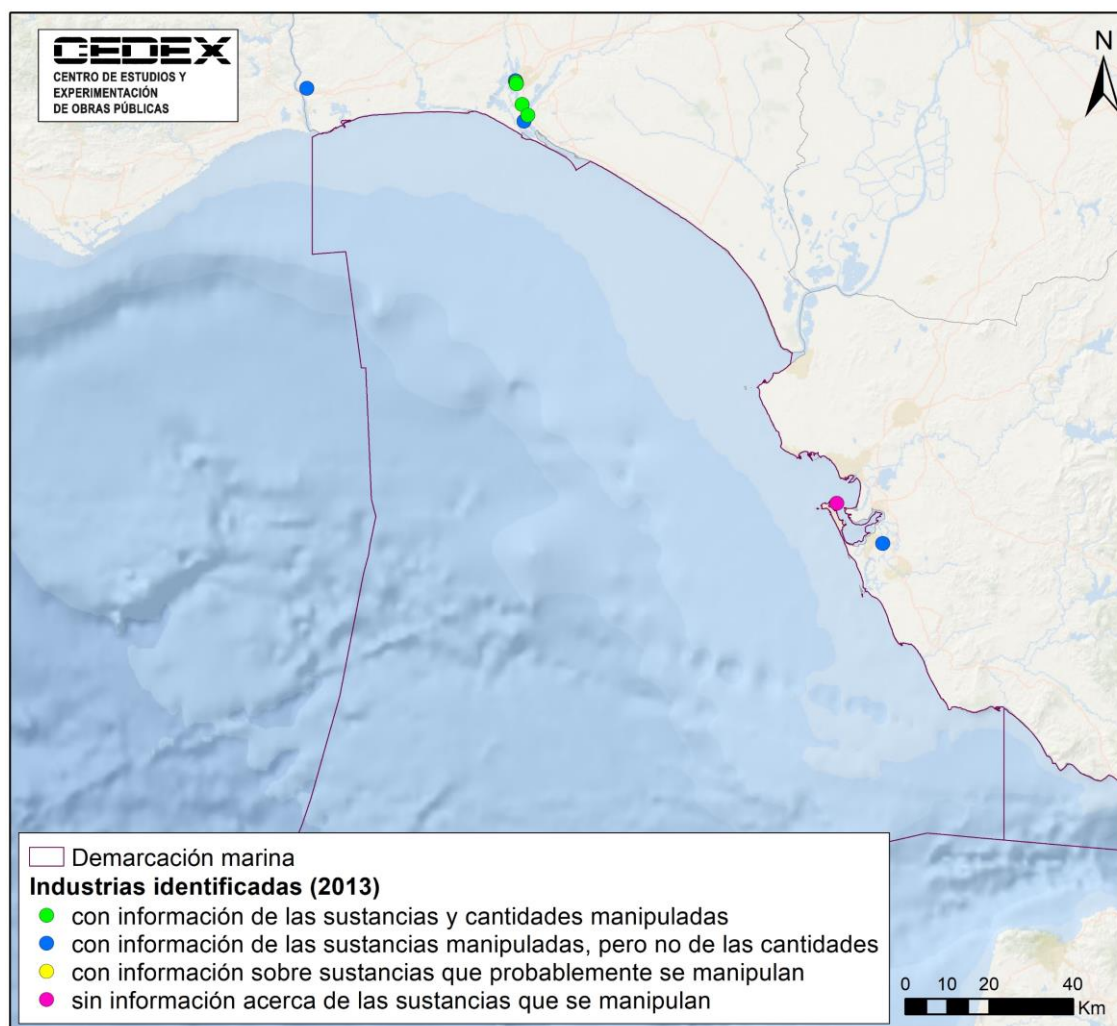 CEDEX
CENTRO DE ESTUDIOS Y
EXPERIMENTACIÓN
DE OBRAS PÚBLICAS
N
Demarcación marina
Industrias identificadas (2013)
con información de las sustancias y cantidades manipuladas
con información de las sustancias manipuladas, pero no de las cantidades
con información sobre sustancias que probablemente se manipulan
sin información acerca de las sustancias que se manipulan
0 10 20 40
Km